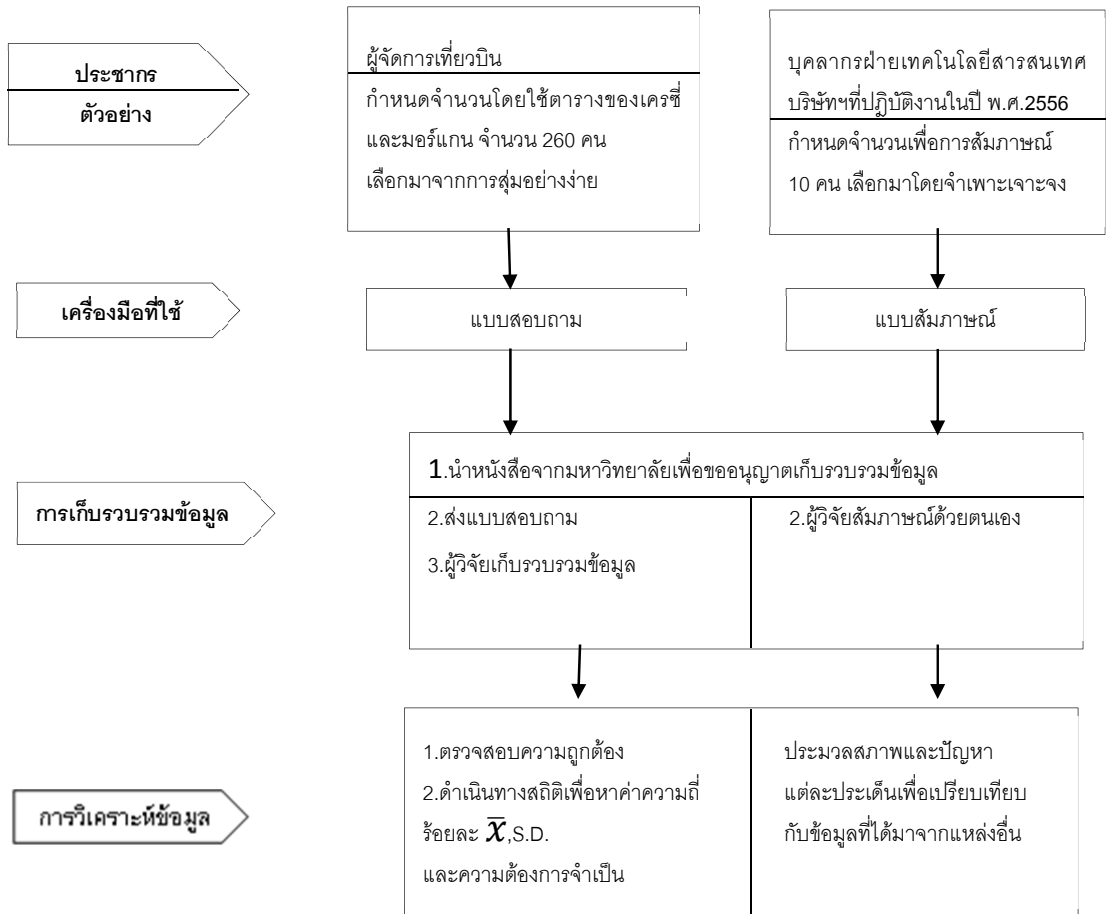 ประชากร
ตัวอย่าง
ผู้จัดการเที่ยวบิน
กำหนดจำนวนโดยใช้ตารางของเครซี่
และมอร์แกน จำนวน 260 คน
เลือกมาจากการสุ่มอย่างง่าย
บุคลากรฝ่ายเทคโนโลยีสารสนเทศ
บริษัทฯที่ปฎิบัติงานในปี พ.ศ.2556
กำหนดจำนวนเพื่อการสัมภาษณ์
10 คน เลือกมาโดยจำเพาะเจาะจง
เครื่องมือที่ใช้
แบบสอบถาม
แบบสัมภาษณ์
การเก็บรวบรวมข้อมูล
1.นำหนังสือจากมหาวิทยาลัยเพื่อขออนุญาตเก็บรวบรวมข้อมูล
2.ส่งแบบสอบถาม
3.ผู้วิจัยเก็บรวบรวมข้อมูล
2.ผู้วิจัยสัมภาษณ์ด้วยตนเอง
การวิเคราะห์ข้อมูล
1.ตรวจสอบความถูกต้อง
2.ดำเนินทางสถิติเพื่อหาค่าความถี่
ร้อยละ x̄,S.D.
และความต้องการจำเป็น
ประมวลสภาพและปัญหา
แต่ละประเด็นเพื่อเปรียบเทียบ
กับข้อมูลที่ได้มาจากแหล่งอื่น